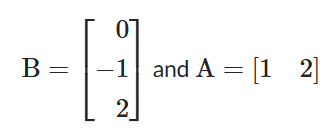 B = [0 -1 2] and A = [1 2]